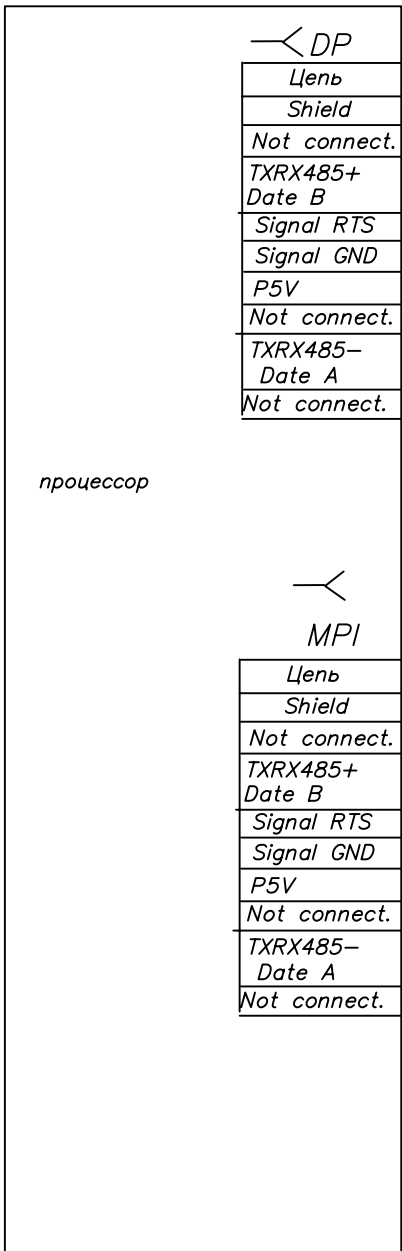 DP
Цепь
Shield
Not connect.
TXRX485+
Date B
Signal RTS
Signal GND
P5V
Not connect.
TXRX485-
Date A
Not connect.
процессор
MPI
Цепь
Shield
Not connect.
TXRX485+
Date B
Signal RTS
Signal GND
P5V
Not connect.
TXRX485-
Date A
Not connect.